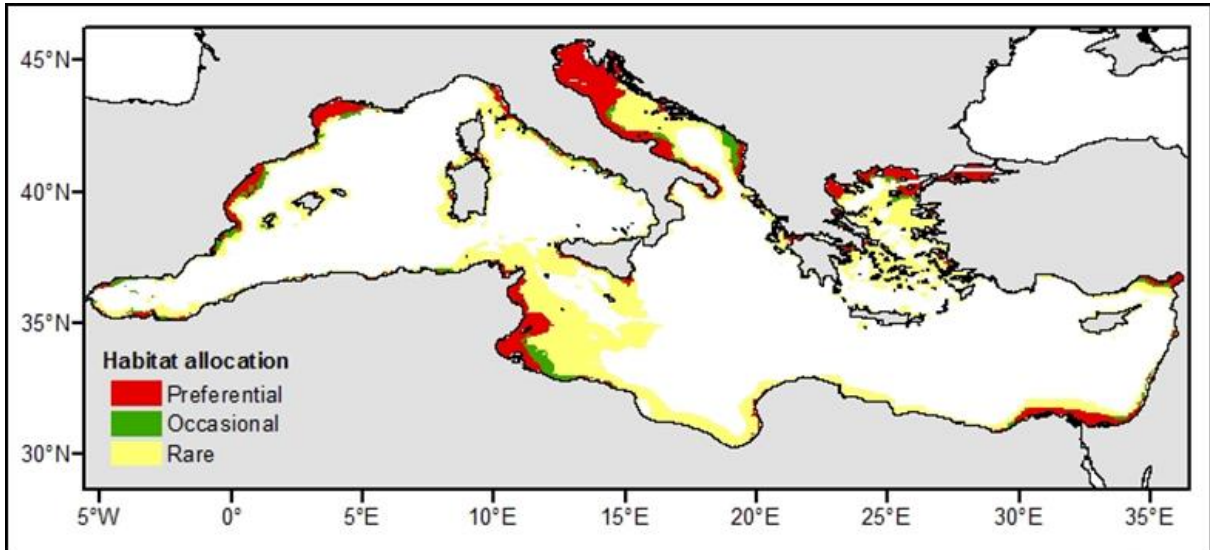 45°N
40°N
35°N
30°N
Habitat allocation
Preferential
Occasional
Rare
5°W 0° 5°E 10°E 15°E 20°E 25°E 30°E 35°E